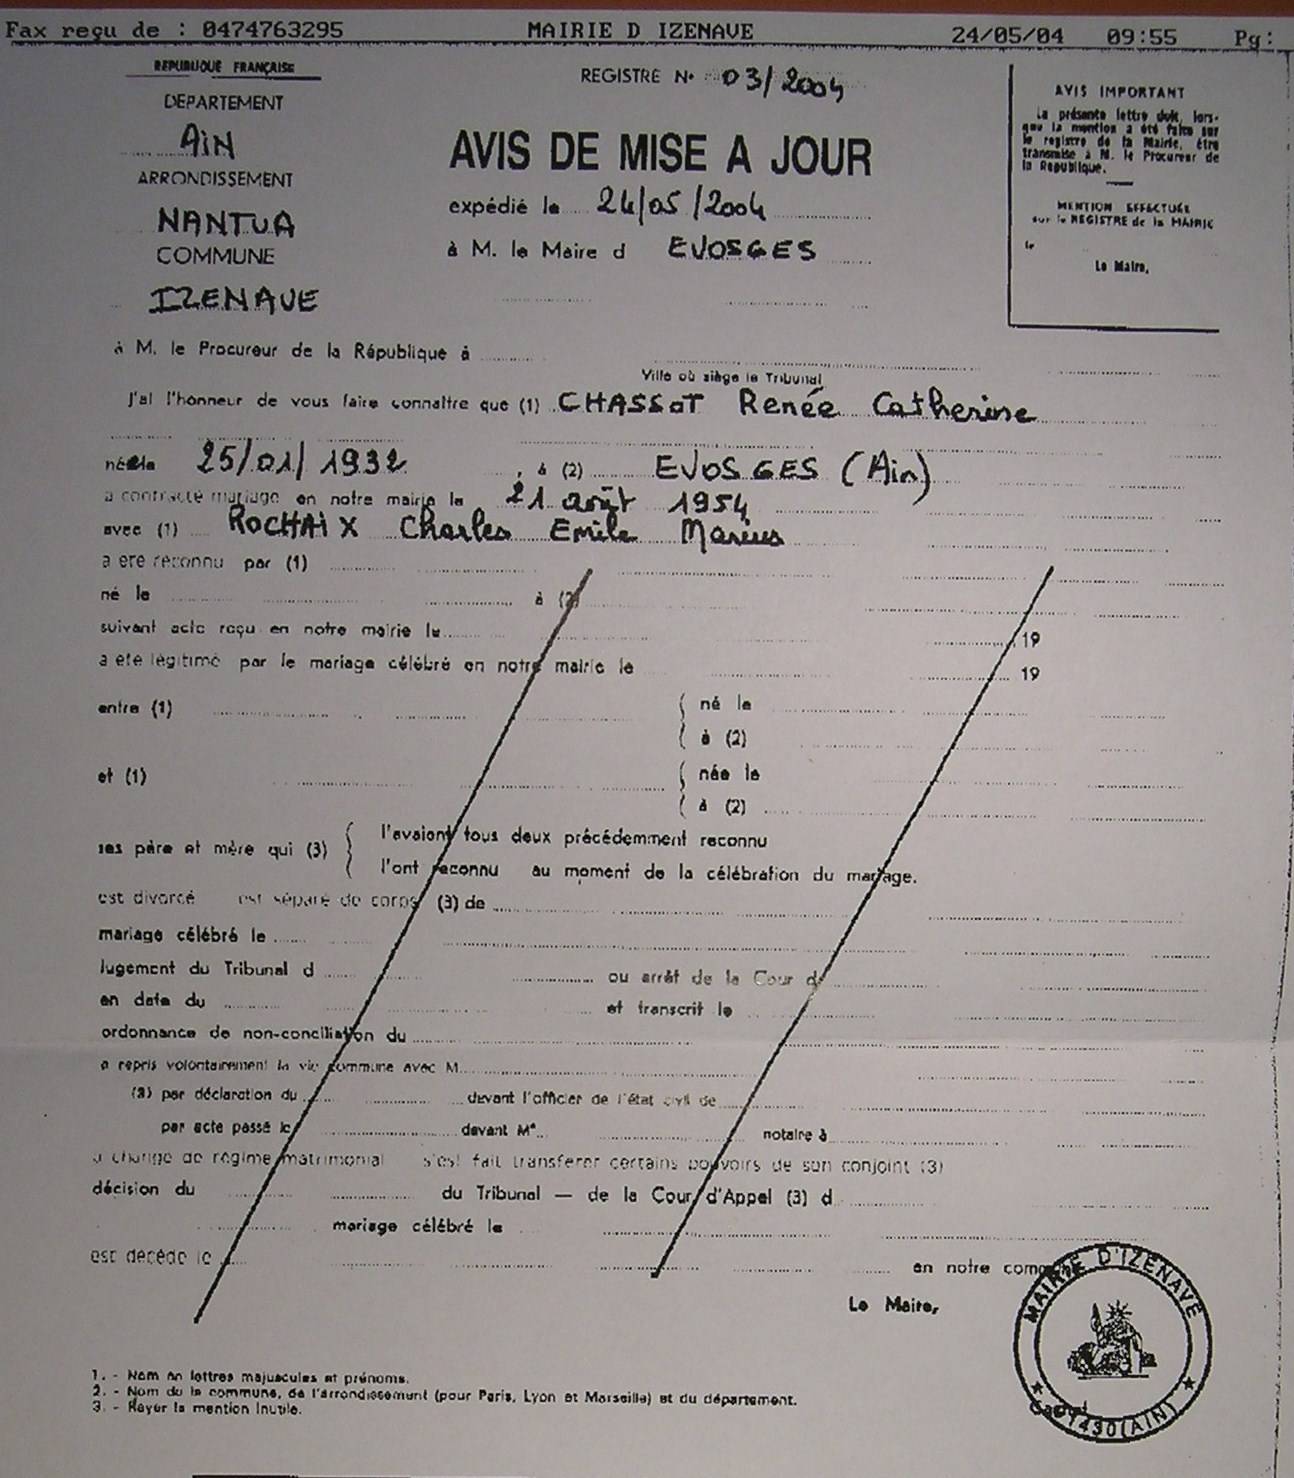 Fax reçu de : 0474763295 MAIRIE D IZENAVE 24/05/04 09:55 Pg:
REPUBLIQUE FRANÇAISE
DEPARTEMENT
AIN
ARRONDISSEMENT
NANTUA
COMMUNE
IZENAVE
REGISTRE N° 03/2004
AVIS DE MISE A JOUR
expédié le 24/05/2004
à M. le Maire d EVOSGES
AVIS IMPORTANT
La présente lettre doit, lors-
que la mention a été faite sur
le registre de la Mairie, être
transmise à M. le Procureur de
la République.
MENTION EFFECTUÉE
sur le REGISTRE de la MAIRIE
le
Le Maire,
à M. le Procureur de la République à
Ville où siège le Tribunal
J'ai l'honneur de vous faire connaître que (1) CHASSOT Renée Catherine
née le 25/01/1932, à (2) EVOSGES (Ain)
a contracté mariage en notre mairie le 21 août 1954
avec (1) ROCHAIX Charles Emile Marius
a été reconnu par (1)
né le à (2)
suivant acte reçu en notre mairie le 19
a été légitimé par le mariage célébré en notre mairie le 19
entre (1) { né le
{ à (2)
et (1) { née le
{ à (2)
ses père et mère qui (3) { l'avaient tous deux précédemment reconnu
{ l'ont reconnu au moment de la célébration du mariage.
est divorcé est séparé de corps (3) de
mariage célébré le
jugement du Tribunal d ou arrêt de la Cour d
en date du et transcrit le
ordonnance de non-conciliation du
a repris volontairement la vie commune avec M
(3) par déclaration du devant l'officier de l'état civil de
par acte passé le devant Me notaire à
a changé de régime matrimonial s'est fait transférer certains pouvoirs de son conjoint (3)
décision du du Tribunal — de la Cour d'Appel (3) d
mariage célébré le
est décédé le en notre commune
Le Maire,
MAIRIE D'IZENAVE
01430 (AIN)
1. - Nom en lettres majuscules et prénoms.
2. - Nom de la commune, de l'arrondissement (pour Paris, Lyon et Marseille) et du département.
3. - Rayer la mention inutile.